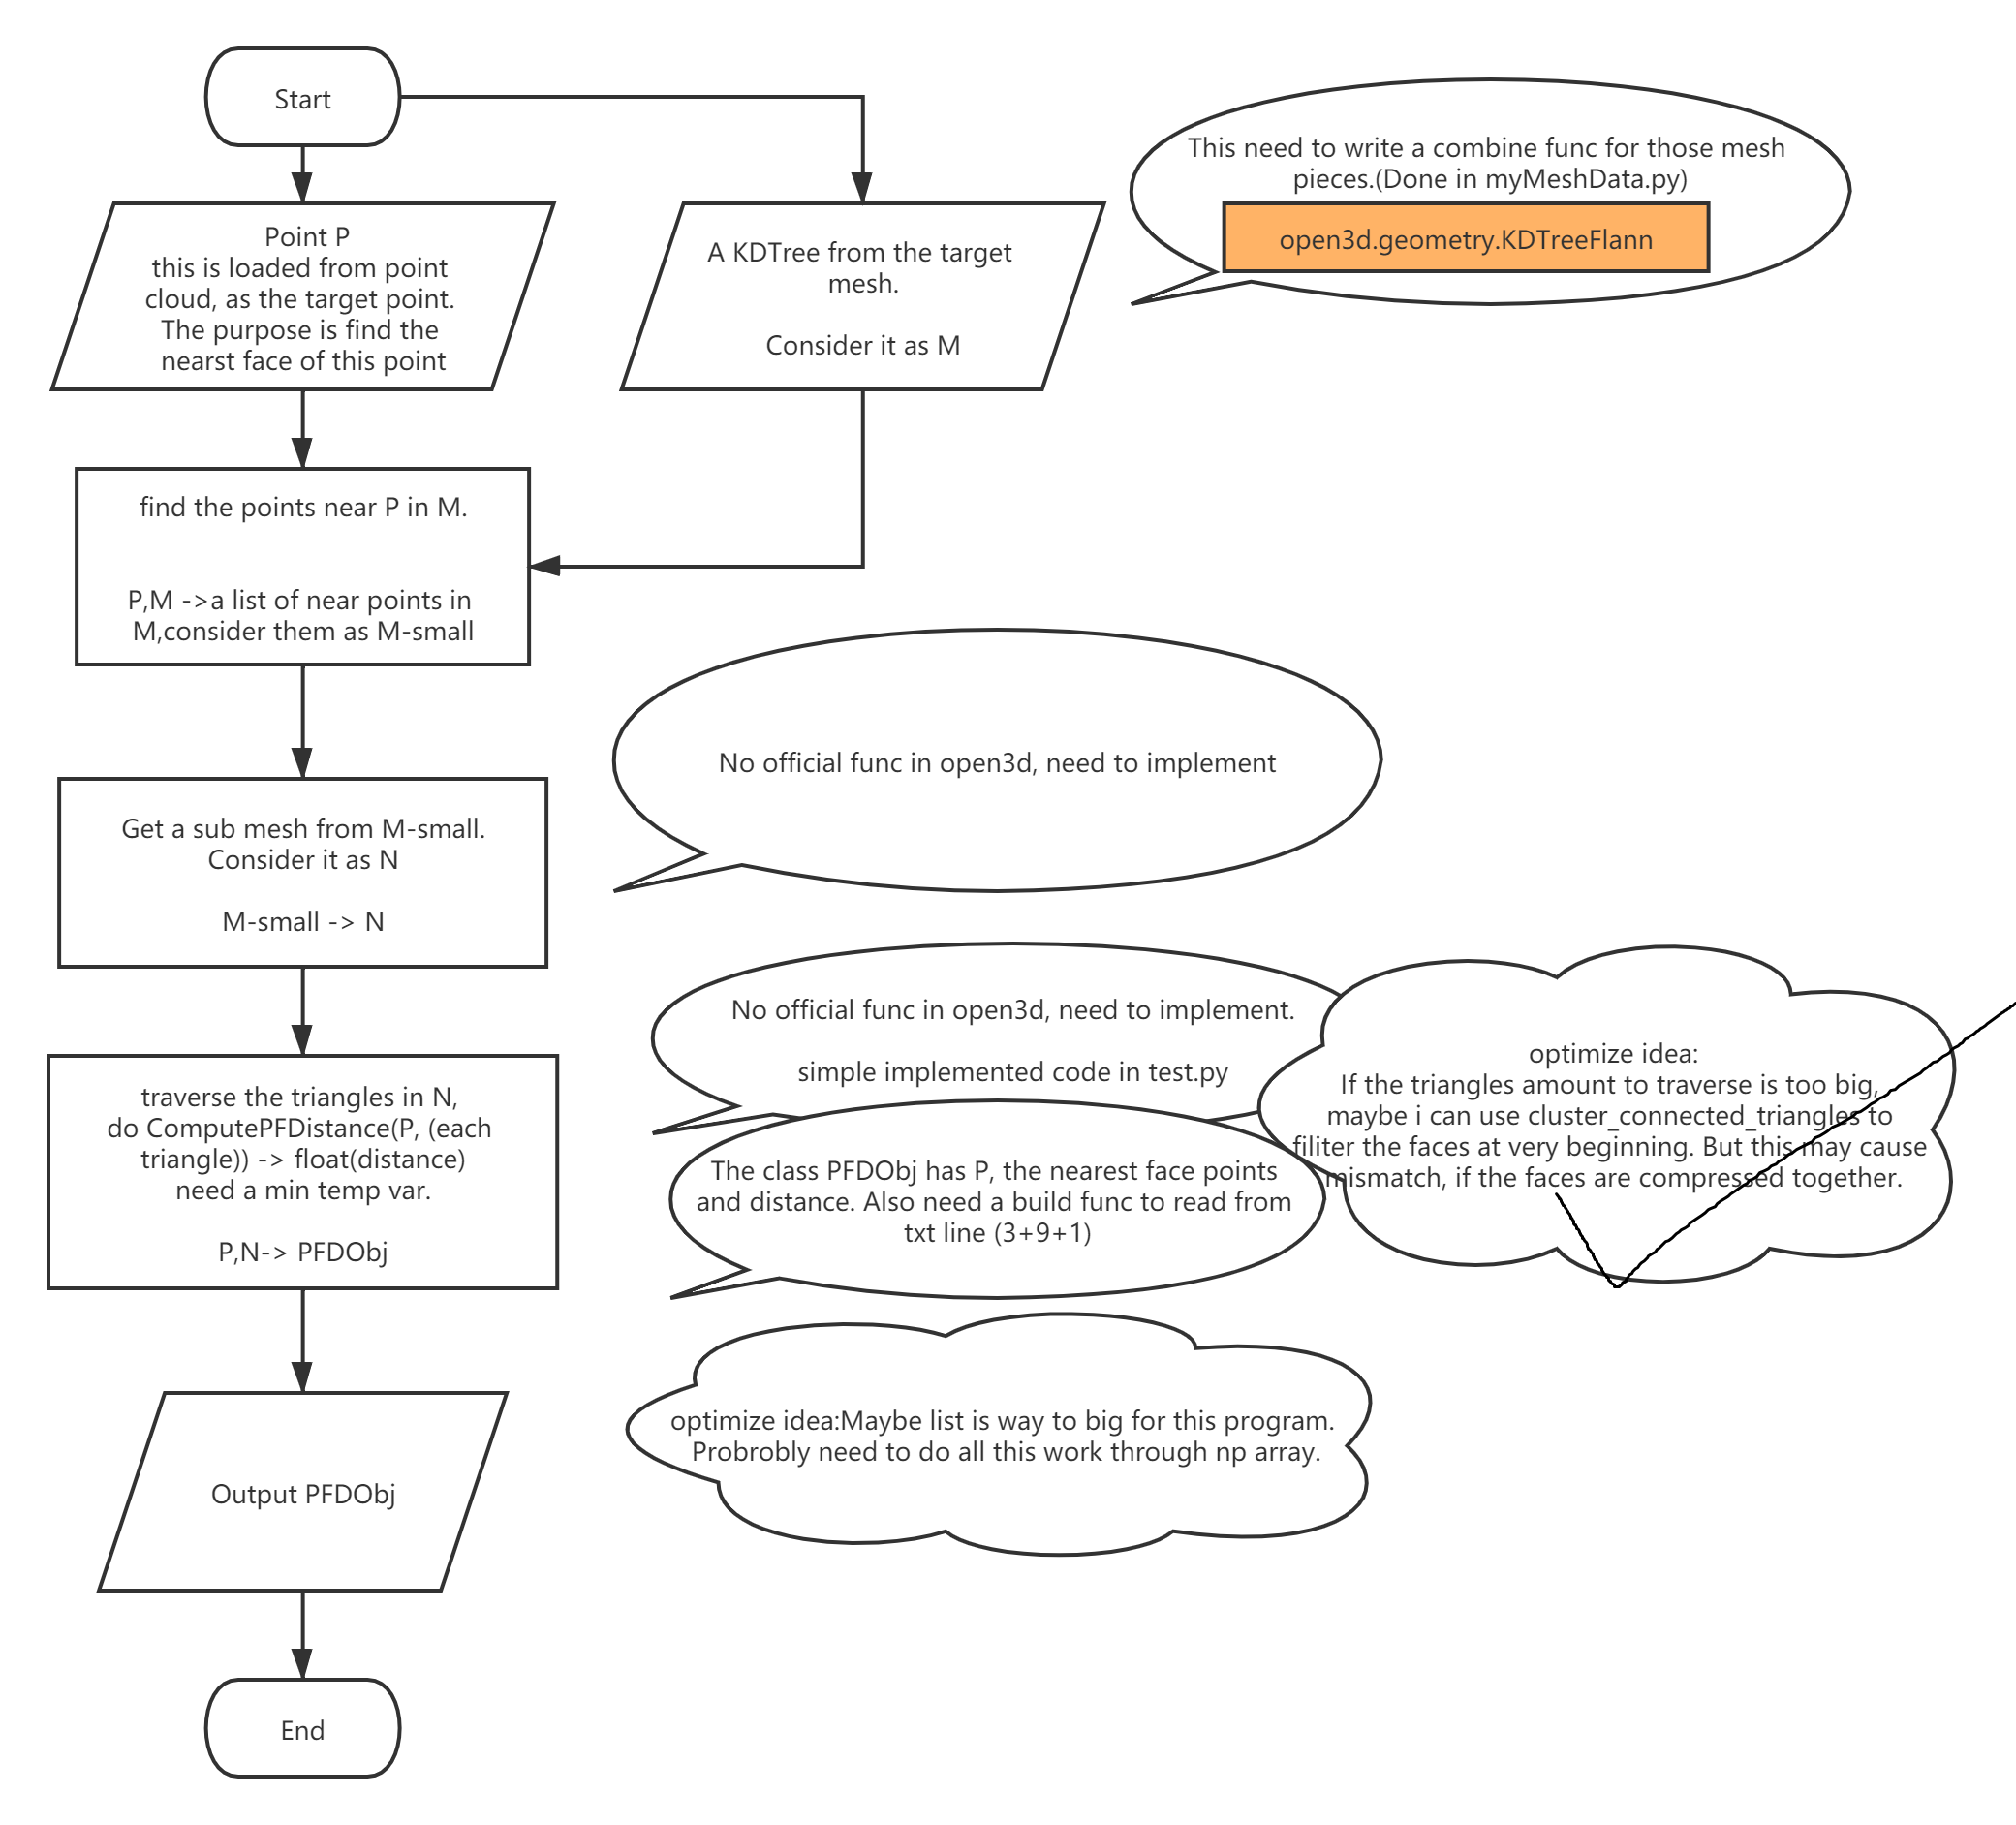 Start
Point P
this is loaded from point
cloud, as the target point.
The purpose is find the
nearst face of this point
A KDTree from the target
mesh.
Consider it as M
This need to write a combine func for those mesh
pieces.(Done in myMeshData.py)
open3d.geometry.KDTreeFlann
find the points near P in M.
P,M ->a list of near points in
M,consider them as M-small
No official func in open3d, need to implement
Get a sub mesh from M-small.
Consider it as N
M-small -> N
No official func in open3d, need to implement.
simple implemented code in test.py
optimize idea:
If the triangles amount to traverse is too big,
maybe i can use cluster_connected_triangles to
filiter the faces at very beginning. But this may cause
mismatch, if the faces are compressed together.
traverse the triangles in N,
do ComputePFDistance(P, (each
triangle)) -> float(distance)
need a min temp var.
P,N-> PFDObj
The class PFDObj has P, the nearest face points
and distance. Also need a build func to read from
txt line (3+9+1)
optimize idea:Maybe list is way to big for this program.
Probrobly need to do all this work through np array.
Output PFDObj
End